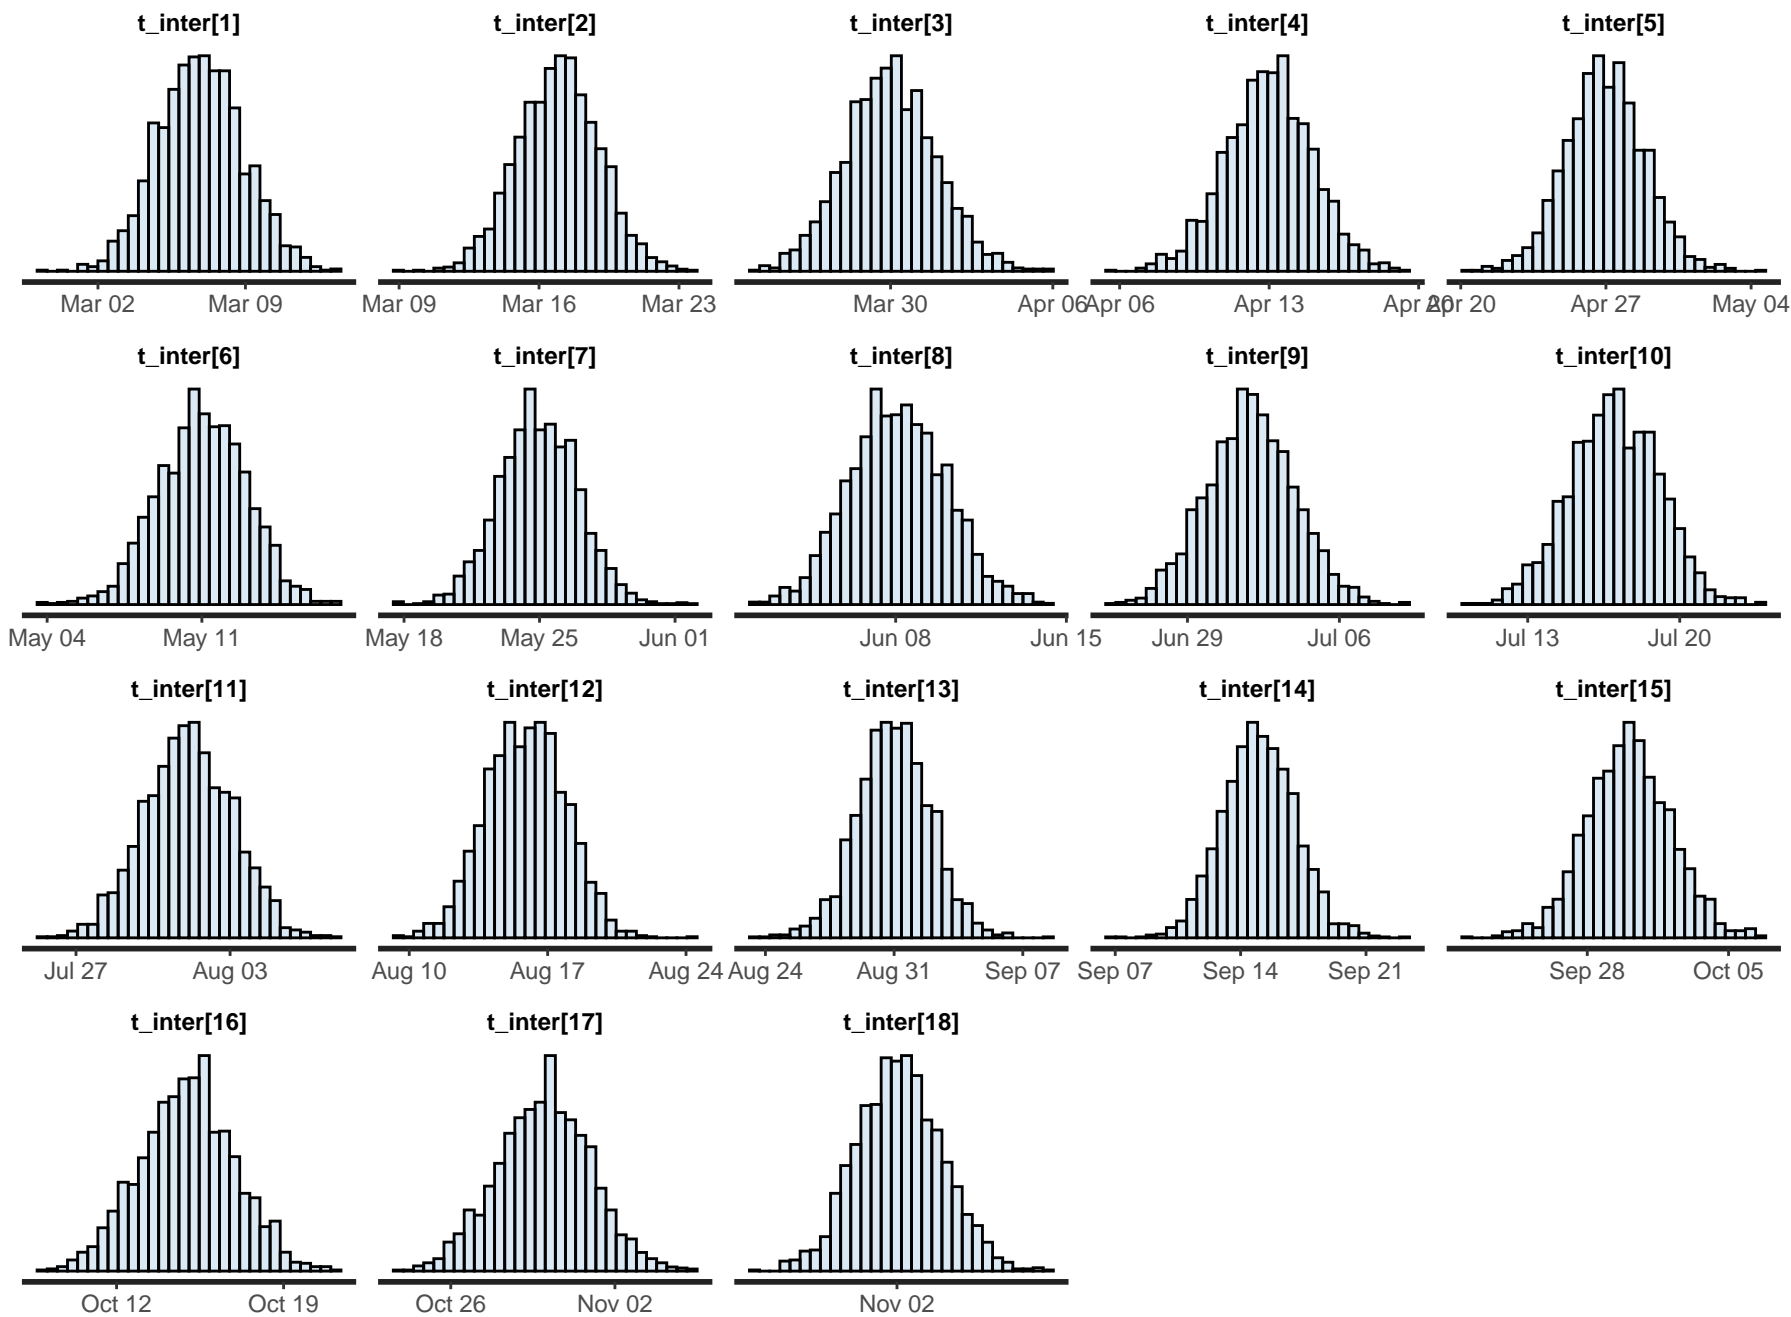 t_inter[1] t_inter[2] t_inter[3] t_inter[4] t_inter[5]
Mar 02 Mar 09 Mar 09 Mar 16 Mar 23 Mar 30 Apr 06 Apr 06 Apr 13 Apr 20 Apr 20 Apr 27 May 04
t_inter[6] t_inter[7] t_inter[8] t_inter[9] t_inter[10]
May 04 May 11 May 18 May 25 Jun 01 Jun 08 Jun 15 Jun 29 Jul 06 Jul 13 Jul 20
t_inter[11] t_inter[12] t_inter[13] t_inter[14] t_inter[15]
Jul 27 Aug 03 Aug 10 Aug 17 Aug 24 Aug 24 Aug 31 Sep 07 Sep 07 Sep 14 Sep 21 Sep 28 Oct 05
t_inter[16] t_inter[17] t_inter[18]
Oct 12 Oct 19 Oct 26 Nov 02 Nov 02